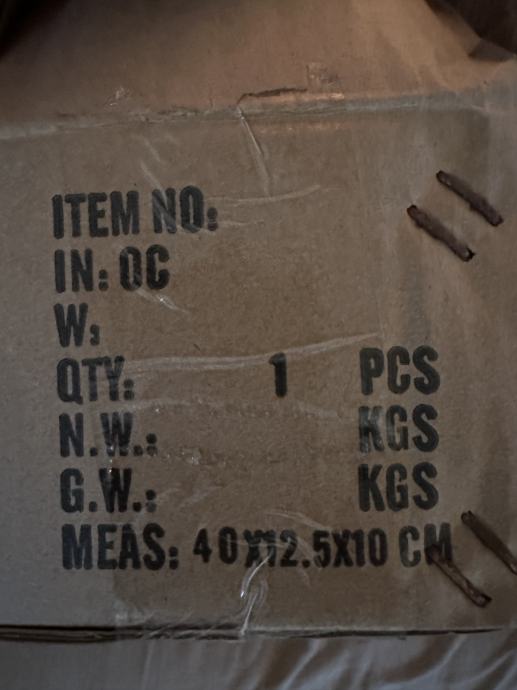 ITEM NO:
IN: OC
W:
QTY: 1 PCS
N.W.: KGS
G.W.: KGS
MEAS: 40X12.5X10 CM